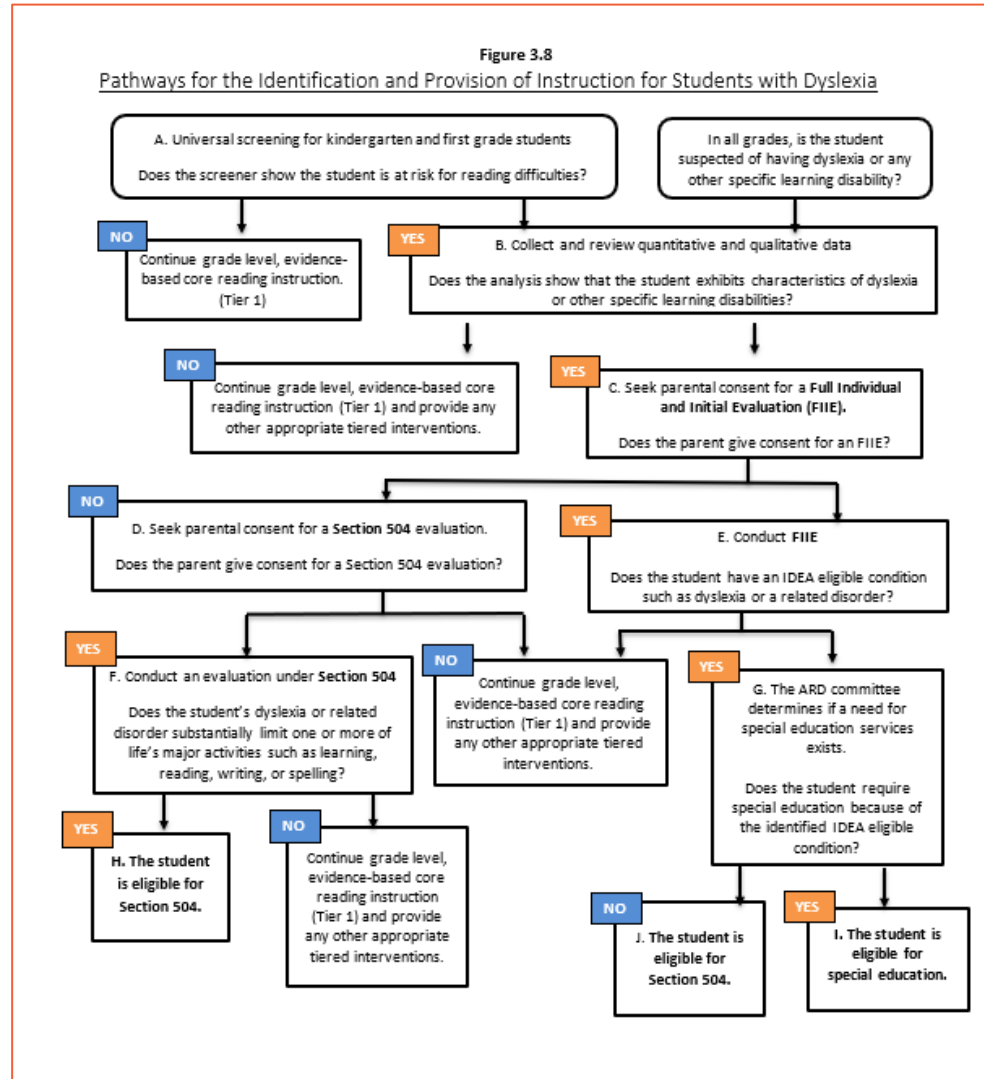 Figure 3.8
Pathways for the Identification and Provision of Instruction for Students with Dyslexia
A. Universal screening for kindergarten and first grade students
Does the screener show the student is at risk for reading difficulties?
In all grades, is the student
suspected of having dyslexia or any
other specific learning disability?
NO
Continue grade level, evidence-
based core reading instruction.
(Tier 1)
YES
B. Collect and review quantitative and qualitative data
Does the analysis show that the student exhibits characteristics of dyslexia
or other specific learning disabilities?
NO
Continue grade level, evidence-based core
reading instruction (Tier 1) and provide any
other appropriate tiered interventions.
YES
C. Seek parental consent for a Full Individual
and Initial Evaluation (FIIE).
Does the parent give consent for an FIIE?
NO
D. Seek parental consent for a Section 504 evaluation.
Does the parent give consent for a Section 504 evaluation?
YES
E. Conduct FIIE
Does the student have an IDEA eligible condition
such as dyslexia or a related disorder?
YES
F. Conduct an evaluation under Section 504
Does the student's dyslexia or related
disorder substantially limit one or more of
life's major activities such as learning,
reading, writing, or spelling?
NO
Continue grade level,
evidence-based core reading
instruction (Tier 1) and provide
any other appropriate tiered
interventions.
YES
G. The ARD committee
determines if a need for
special education services
exists.
Does the student require
special education because of
the identified IDEA eligible
condition?
YES
H. The student
is eligible for
Section 504.
NO
Continue grade level,
evidence-based core
reading instruction
(Tier 1) and provide
any other appropriate
tiered interventions.
NO
J. The student is
eligible for
Section 504.
YES
I. The student is
eligible for
special education.